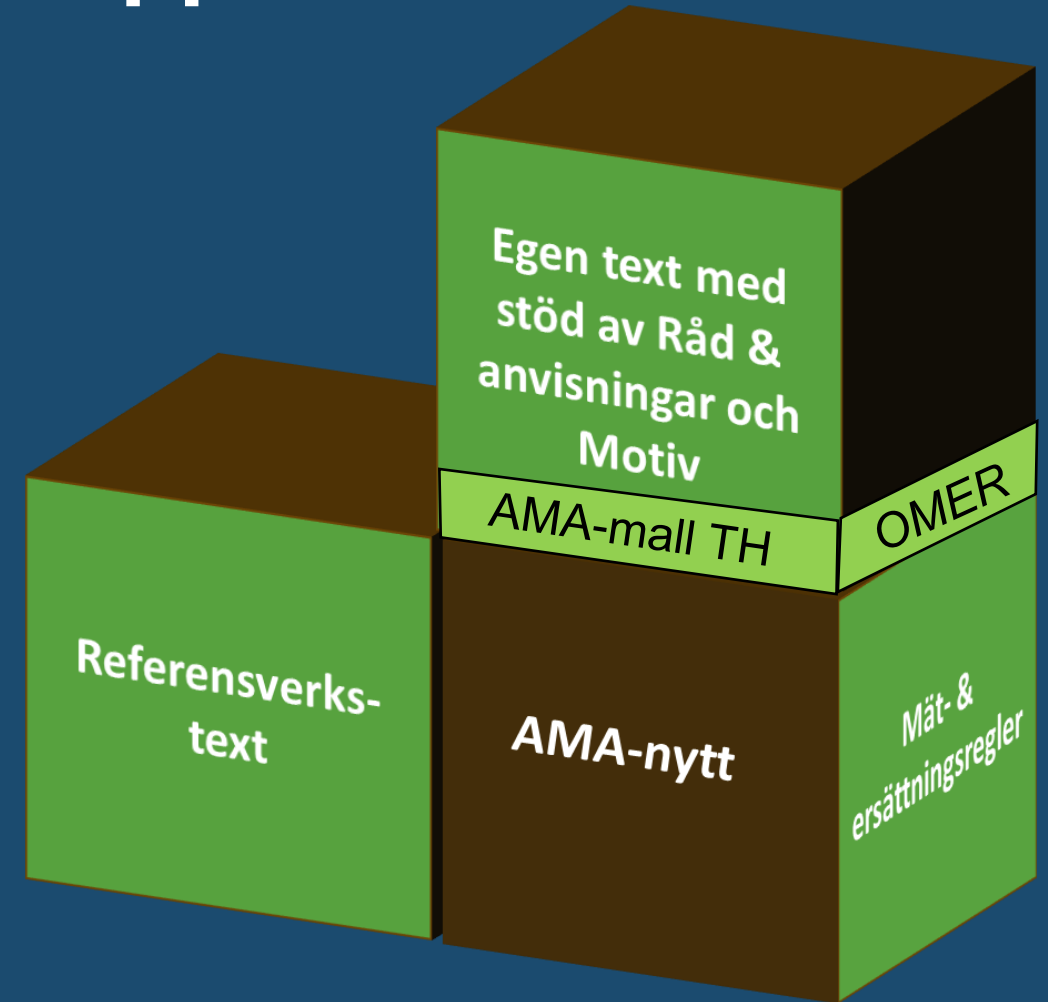 Egen text med
stöd av Råd &
anvisningar och
Motiv
AMA-mall TH
OMER
Referensverks-
text
AMA-nytt
Mät- &
ersättningsregler